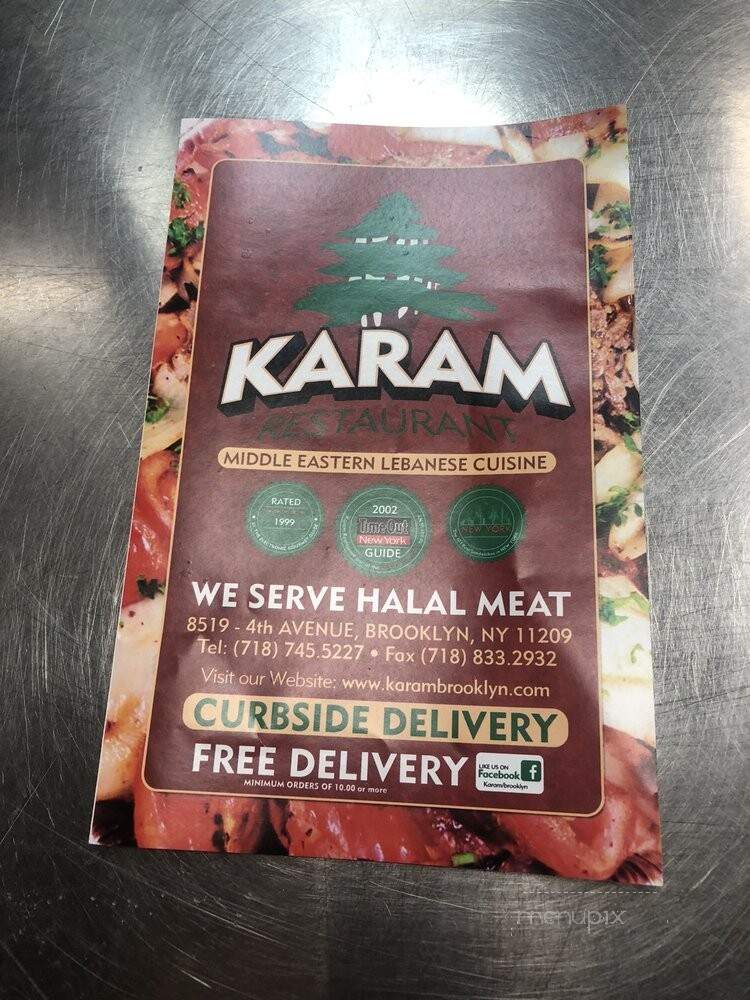 KARAM
RESTAURANT
MIDDLE EASTERN LEBANESE CUISINE
RATED
1999
2002
Time Out
New York
GUIDE
NEW YORK
WE SERVE HALAL MEAT
8519 - 4th AVENUE, BROOKLYN, NY 11209
Tel: (718) 745.5227 • Fax (718) 833.2932
Visit our Website: www.karambrooklyn.com
CURBSIDE DELIVERY
FREE DELIVERY
MINIMUM ORDERS OF 10.00 or more
LIKE US ON
Facebook f
Karam/brooklyn
menupix